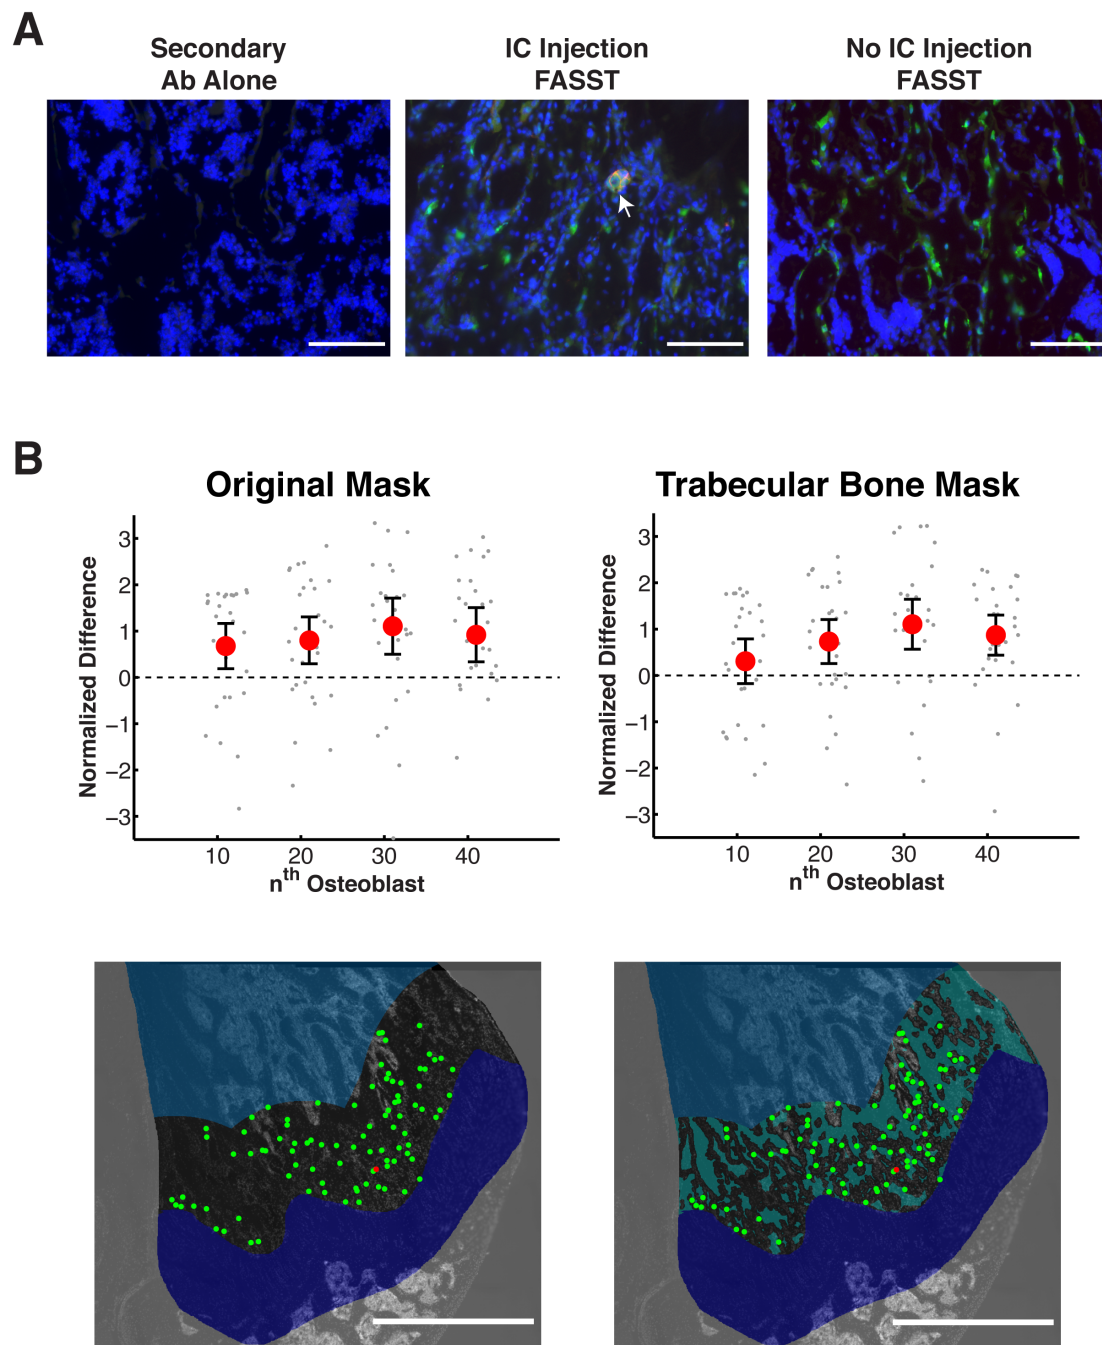 A
Secondary
Ab Alone
IC Injection
FASST
No IC Injection
FASST
B
Original Mask
Normalized Difference
3
2
1
0
−1
−2
−3
10 20 30 40
nth Osteoblast
Trabecular Bone Mask
Normalized Difference
3
2
1
0
−1
−2
−3
10 20 30 40
nth Osteoblast